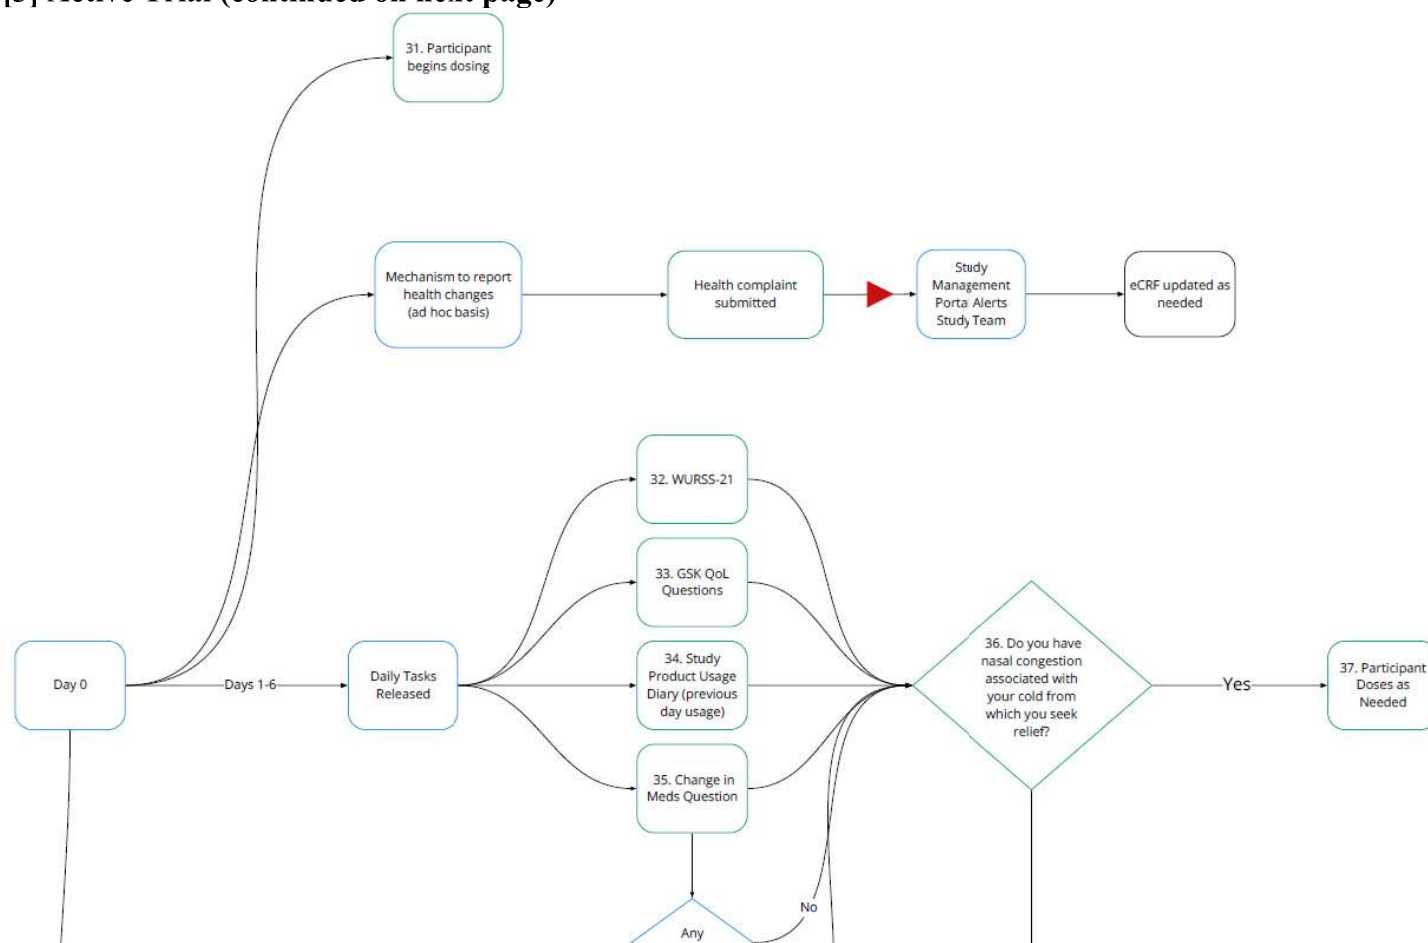 [3] Active Trial (continued on next page)
31. Participant
begins dosing
Mechanism to report
health changes
(ad hoc basis)
Health complaint
submitted
Study
Management
Porta Alerts
Study Team
eCRF updated as
needed
32. WURSS-21
33. GSK QoL
Questions
Day 0
Days 1-6
Daily Tasks
Released
34. Study
Product Usage
Diary (previous
day usage)
36. Do you have
nasal congestion
associated with
your cold from
which you seek
relief?
Yes
37. Participant
Doses as
Needed
35. Change in
Meds Question
No
Any